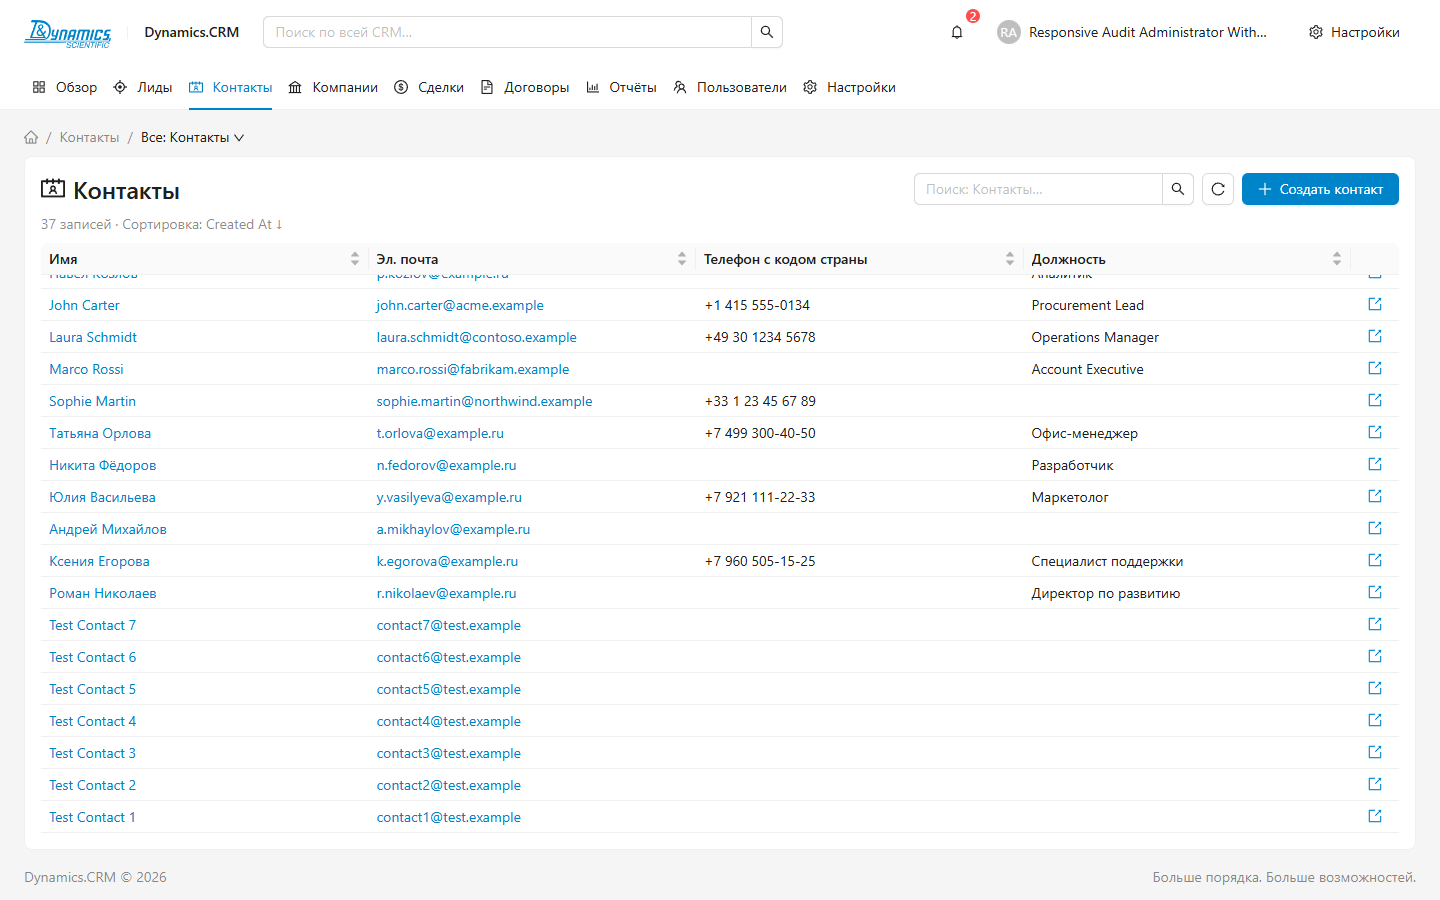 Dynamics SCIENTIFIC
Dynamics.CRM
Поиск по всей CRM...
2
RA
Responsive Audit Administrator With...
Настройки
Обзор
Лиды
Контакты
Компании
Сделки
Договоры
Отчёты
Пользователи
Настройки
/ Контакты / Все: Контакты
Контакты
Поиск: Контакты...
Создать контакт
37 записей · Сортировка: Created At ↓
Имя Эл. почта Телефон с кодом страны Должность
Павел Козлов p.kozlov@example.ru Аналитик
John Carter john.carter@acme.example +1 415 555-0134 Procurement Lead
Laura Schmidt laura.schmidt@contoso.example +49 30 1234 5678 Operations Manager
Marco Rossi marco.rossi@fabrikam.example Account Executive
Sophie Martin sophie.martin@northwind.example +33 1 23 45 67 89
Татьяна Орлова t.orlova@example.ru +7 499 300-40-50 Офис-менеджер
Никита Фёдоров n.fedorov@example.ru Разработчик
Юлия Васильева y.vasilyeva@example.ru +7 921 111-22-33 Маркетолог
Андрей Михайлов a.mikhaylov@example.ru
Ксения Егорова k.egorova@example.ru +7 960 505-15-25 Специалист поддержки
Роман Николаев r.nikolaev@example.ru Директор по развитию
Test Contact 7 contact7@test.example
Test Contact 6 contact6@test.example
Test Contact 5 contact5@test.example
Test Contact 4 contact4@test.example
Test Contact 3 contact3@test.example
Test Contact 2 contact2@test.example
Test Contact 1 contact1@test.example
Dynamics.CRM © 2026
Больше порядка. Больше возможностей.